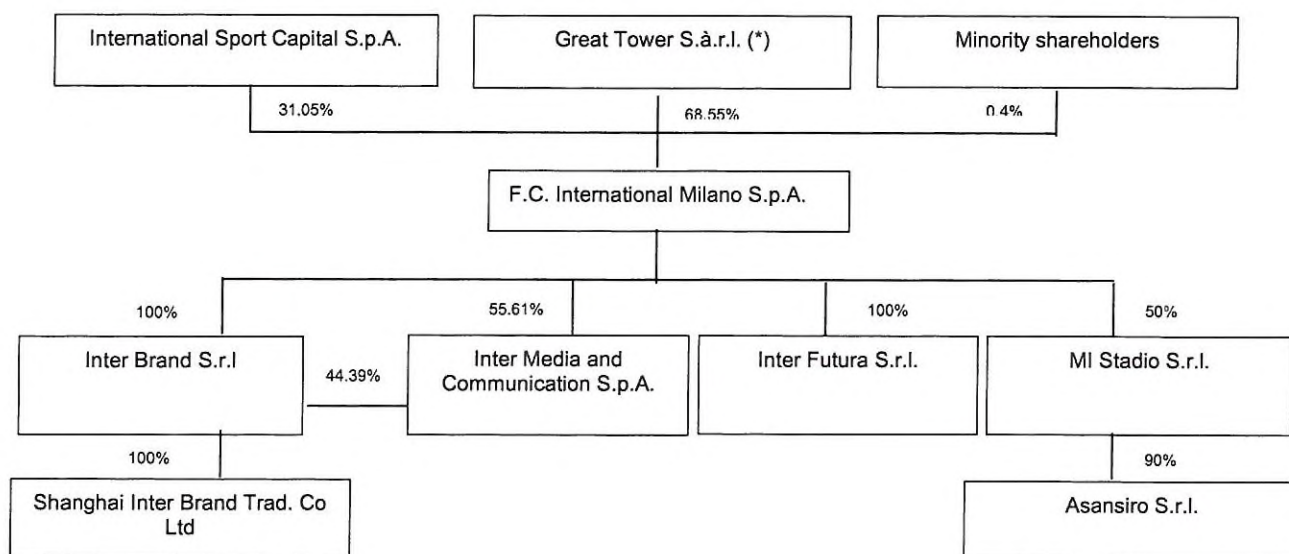 International Sport Capital S.p.A.
Great Tower S.à.r.l. (*)
Minority shareholders
31.05%
68.55%
0.4%
F.C. International Milano S.p.A.
100%
55.61%
100%
50%
Inter Brand S.r.l
44.39%
Inter Media and
Communication S.p.A.
Inter Futura S.r.l.
MI Stadio S.r.l.
100%
90%
Shanghai Inter Brand Trad. Co
Ltd
Asansiro S.r.l.